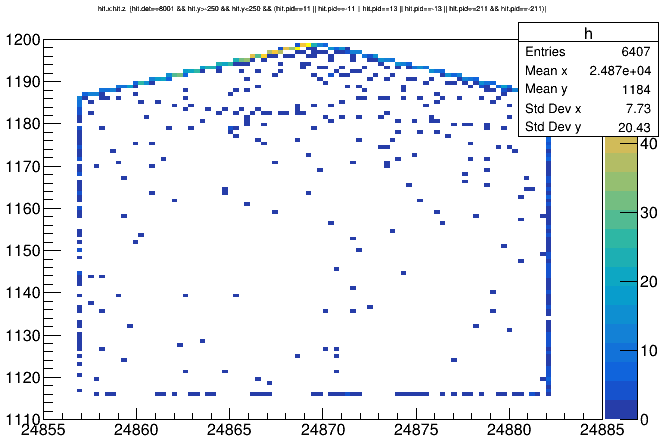 hit.x:hit.z {hit.det==8001 && hit.y>-250 && hit.y<250 && (hit.pid==11 || hit.pid==-11 | hit.pid==13 || hit.pid==-13 || hit.pid==211 && hit.pid==-211)}
h
Entries 6407
Mean x 2.487e+04
Mean y 1184
Std Dev x 7.73
Std Dev y 20.43
1200
1190
1180
1170
1160
1150
1140
1130
1120
1110
24855 24860 24865 24870 24875 24880 24885
40
30
20
10
0